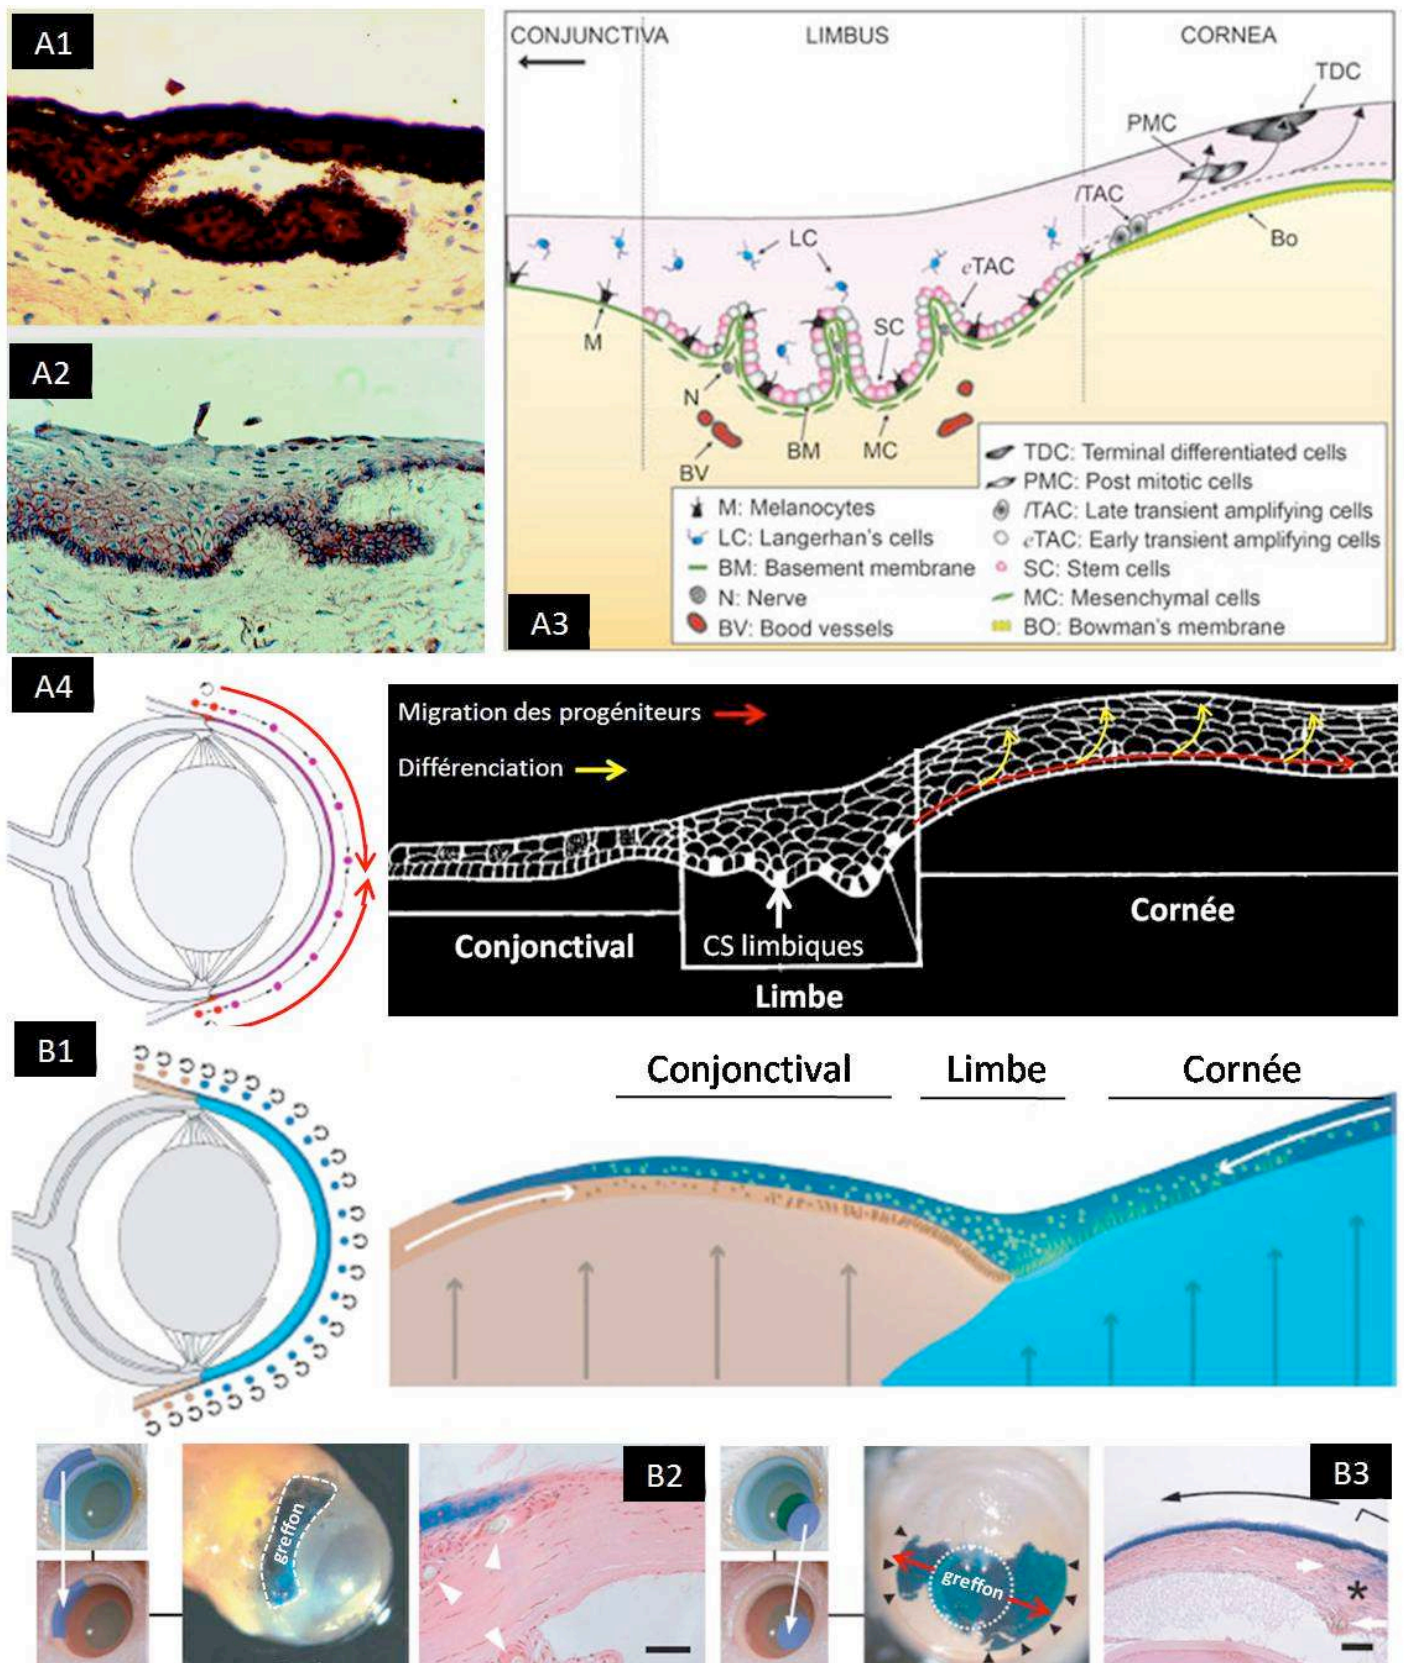 A1
A2
CONJUNCTIVA
LIMBUS
CORNEA
TDC
PMC
lTAC
LC
Bo
eTAC
SC
M
N
BM
MC
BV
M: Melanocytes
LC: Langerhan's cells
BM: Basement membrane
N: Nerve
BV: Bood vessels
TDC: Terminal differentiated cells
PMC: Post mitotic cells
lTAC: Late transient amplifying cells
eTAC: Early transient amplifying cells
SC: Stem cells
MC: Mesenchymal cells
BO: Bowman's membrane
A3
A4
Migration des progéniteurs
Différenciation
Conjonctival
CS limbiques
Limbe
Cornée
B1
Conjonctival
Limbe
Cornée
greffon
B2
greffon
B3
*